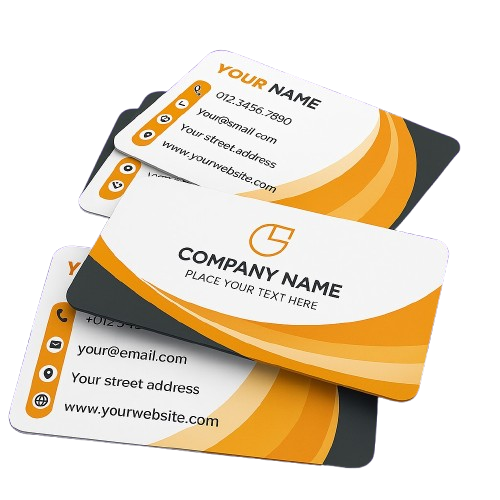 YOUR NAME
012.3456.7890
your@smail.com
Your street.address
www.yourwebsite.com
COMPANY NAME
PLACE YOUR TEXT HERE
your@email.com
Your street address
www.yourwebsite.com